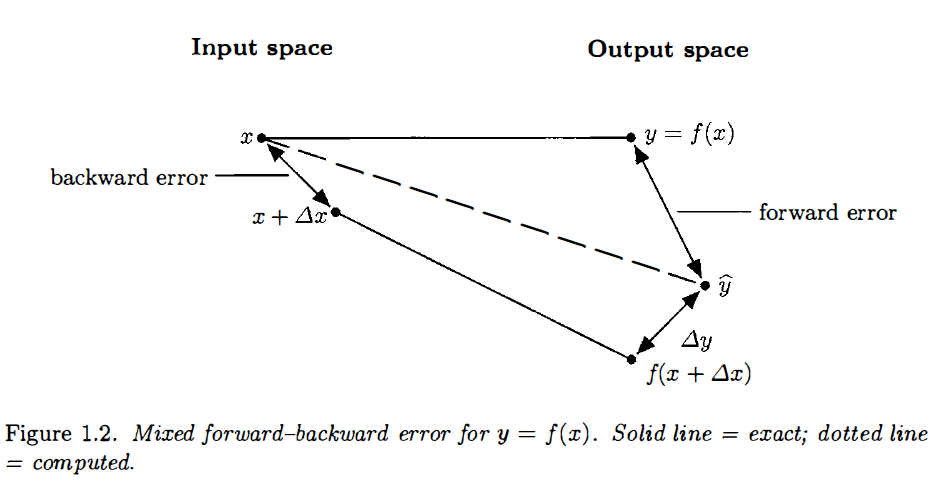 Input space
Output space
x
y = f(x)
backward error
x + Δx
forward error
ŷ
Δy
f(x + Δx)
Figure 1.2. Mixed forward–backward error for y = f(x). Solid line = exact; dotted line
= computed.